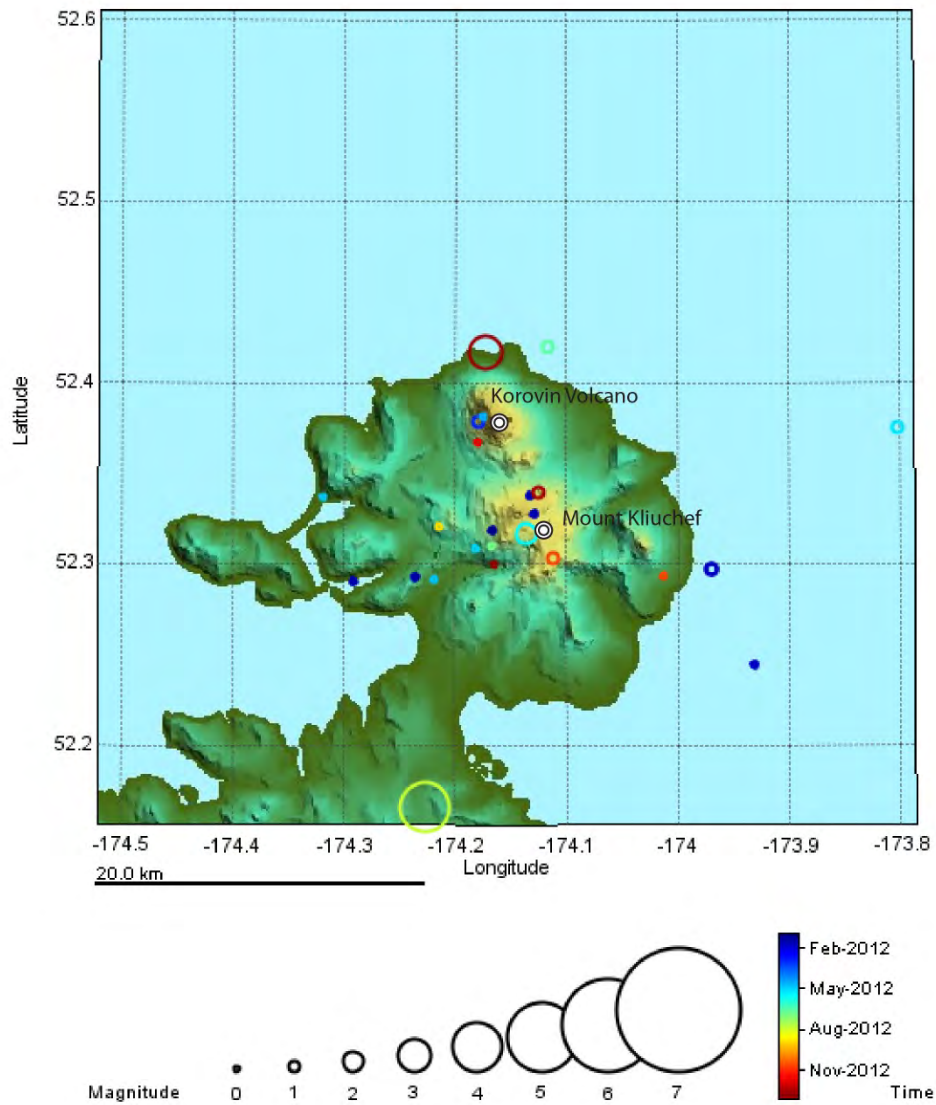 52.6
52.5
52.4
52.3
52.2
Latitude
Korovin Volcano
Mount Kliuchef
-174.5 -174.4 -174.3 -174.2 -174.1 -174 -173.9 -173.8
Longitude
20.0 km
Feb-2012
May-2012
Aug-2012
Nov-2012
Magnitude 0 1 2 3 4 5 6 7 Time